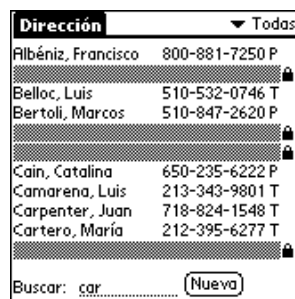 Dirección ▼ Todas
Albéniz, Francisco 800-881-7250 P
Belloc, Luis 510-532-0746 T
Bertoli, Marcos 510-847-2620 P
Cain, Catalina 650-235-6222 P
Camarena, Luis 213-343-9801 T
Carpenter, Juan 718-824-1548 T
Cartero, María 212-395-6277 T
Buscar: car Nueva